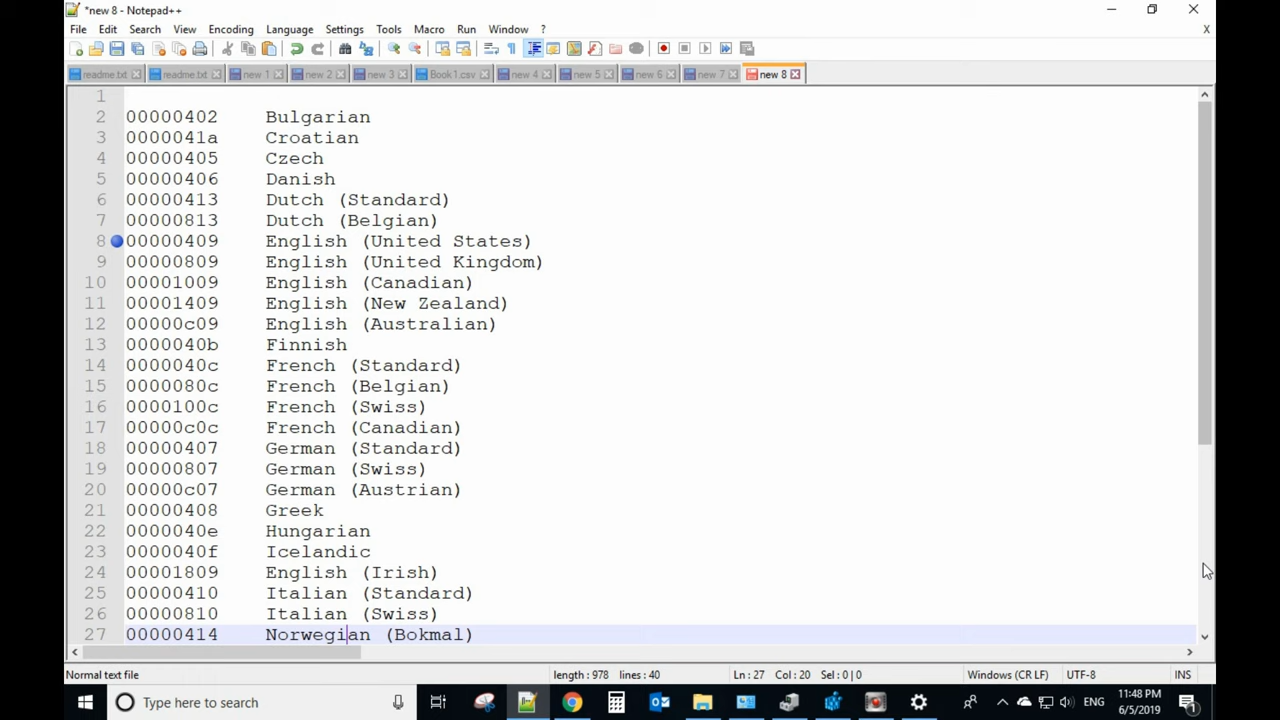 *new 8 - Notepad++
File Edit Search View Encoding Language Settings Tools Macro Run Window ? X
readme.txt readme.txt new 1 new 2 new 3 Book1.csv new 4 new 5 new 6 new 7 new 8
1
2 00000402 Bulgarian
3 0000041a Croatian
4 00000405 Czech
5 00000406 Danish
6 00000413 Dutch (Standard)
7 00000813 Dutch (Belgian)
8 00000409 English (United States)
9 00000809 English (United Kingdom)
10 00001009 English (Canadian)
11 00001409 English (New Zealand)
12 00000c09 English (Australian)
13 0000040b Finnish
14 0000040c French (Standard)
15 0000080c French (Belgian)
16 0000100c French (Swiss)
17 00000c0c French (Canadian)
18 00000407 German (Standard)
19 00000807 German (Swiss)
20 00000c07 German (Austrian)
21 00000408 Greek
22 0000040e Hungarian
23 0000040f Icelandic
24 00001809 English (Irish)
25 00000410 Italian (Standard)
26 00000810 Italian (Swiss)
27 00000414 Norwegian (Bokmal)
Normal text file length : 978 lines : 40 Ln : 27 Col : 20 Sel : 0 | 0 Windows (CR LF) UTF-8 INS
Type here to search ENG 11:48 PM
6/5/2019